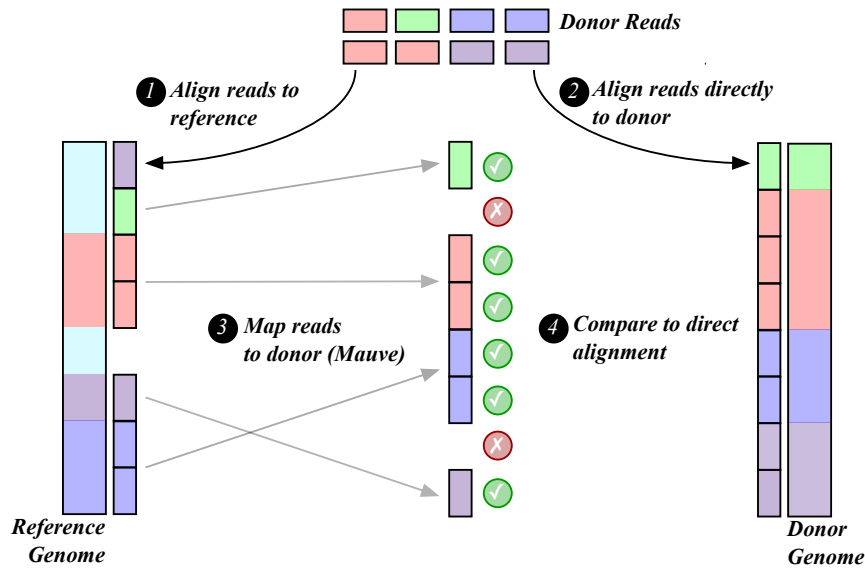 Donor Reads
1 Align reads to
reference
2 Align reads directly
to donor
3 Map reads
to donor (Mauve)
4 Compare to direct
alignment
Reference
Genome
Donor
Genome